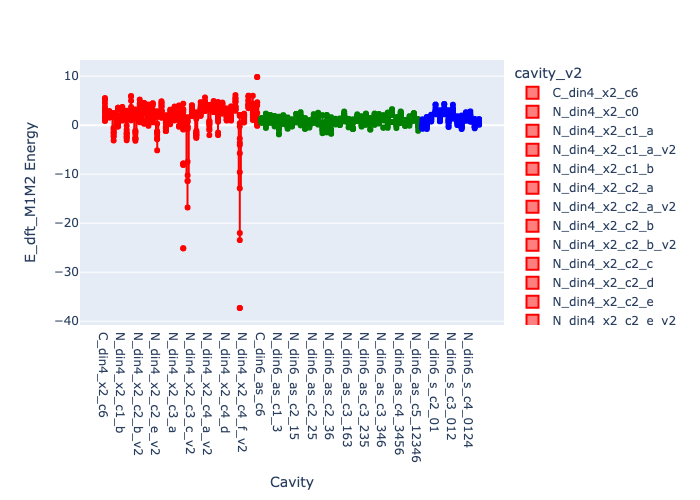 cavity_v2
C_din4_x2_c6
N_din4_x2_c0
N_din4_x2_c1_a
N_din4_x2_c1_a_v2
N_din4_x2_c1_b
N_din4_x2_c2_a
N_din4_x2_c2_a_v2
N_din4_x2_c2_b
N_din4_x2_c2_b_v2
N_din4_x2_c2_c
N_din4_x2_c2_d
N_din4_x2_c2_e
N_din4_x2_c2_e_v2
E_dft_M1M2 Energy
10
0
−10
−20
−30
−40
C_din4_x2_c6
N_din4_x2_c1_b
N_din4_x2_c2_b_v2
N_din4_x2_c2_e_v2
N_din4_x2_c3_a
N_din4_x2_c3_c_v2
N_din4_x2_c4_a_v2
N_din4_x2_c4_d
N_din4_x2_c4_f_v2
C_din6_as_c6
N_din6_as_c1_3
N_din6_as_c2_15
N_din6_as_c2_25
N_din6_as_c2_36
N_din6_as_c3_163
N_din6_as_c3_235
N_din6_as_c3_346
N_din6_as_c4_3456
N_din6_as_c5_12346
N_din6_s_c2_01
N_din6_s_c3_012
N_din6_s_c4_0124
Cavity